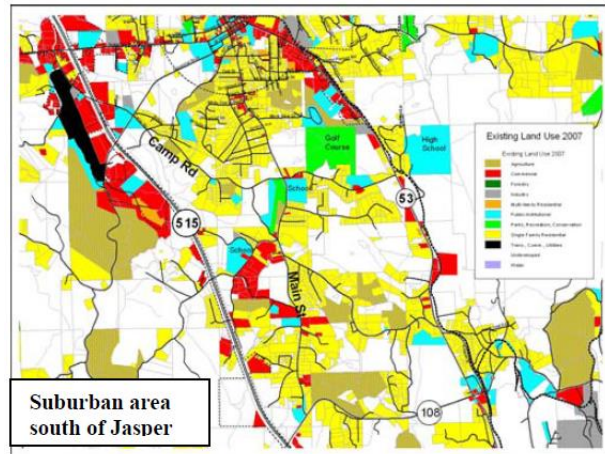 Existing Land Use 2007
Existing Land Use 2007
Agriculture
Commercial
Forestry
Industry
Multi-family Residential
Public Institutional
Parks, Recreation, Conservation
Single Family Residential
Trans., Comm., Utilities
Undeveloped
Water
Camp Rd
Golf
Course
High
School
School
53
515
School
Main St
108
Suburban area
south of Jasper